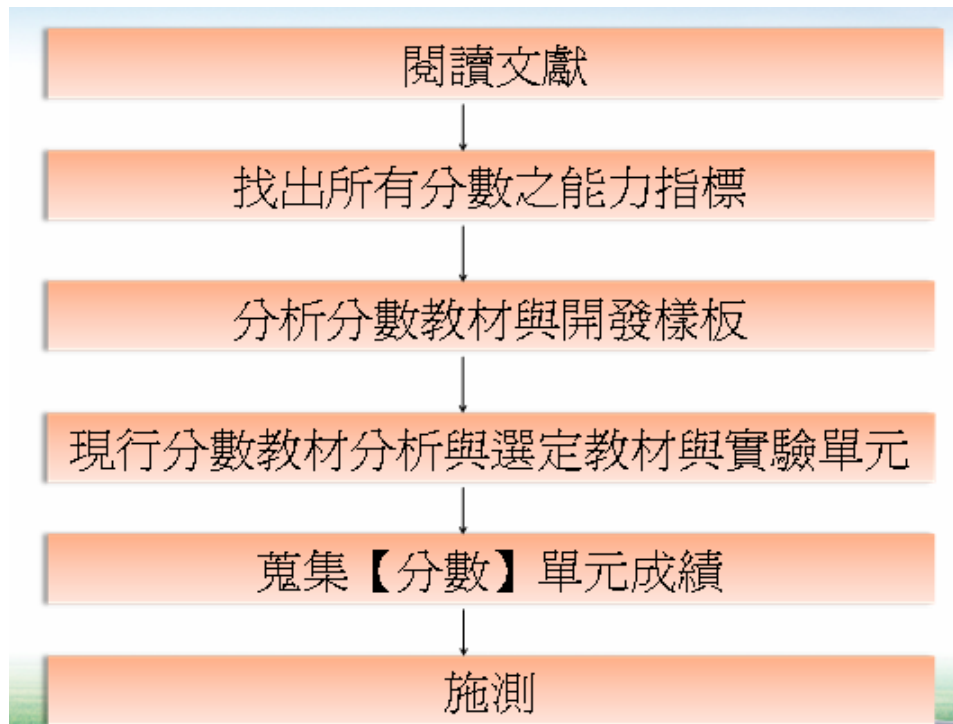 閱讀文獻
找出所有分數之能力指標
分析分數教材與開發樣板
現行分數教材分析與選定教材與實驗單元
蒐集【分數】單元成績
施測